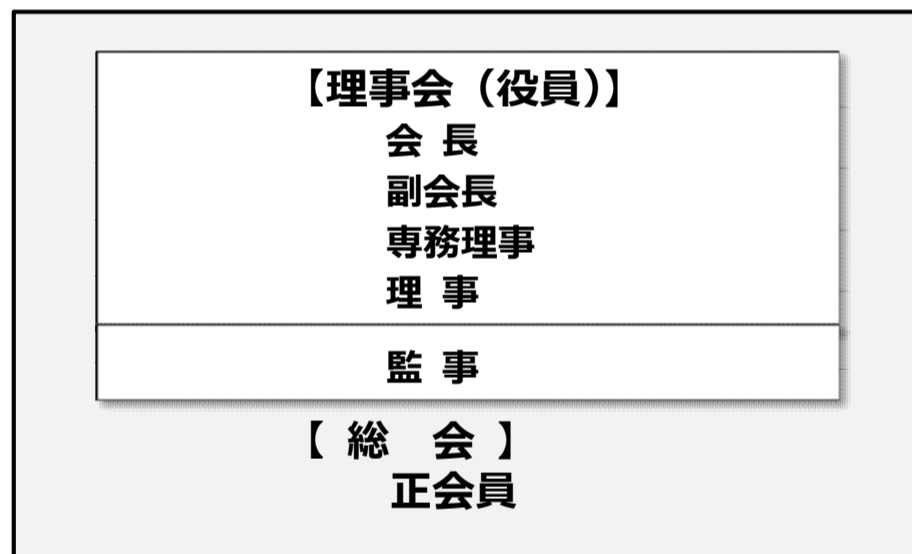 【理事会（役員）】
会 長
副会長
専務理事
理 事
監 事
【 総　会 】
正会員